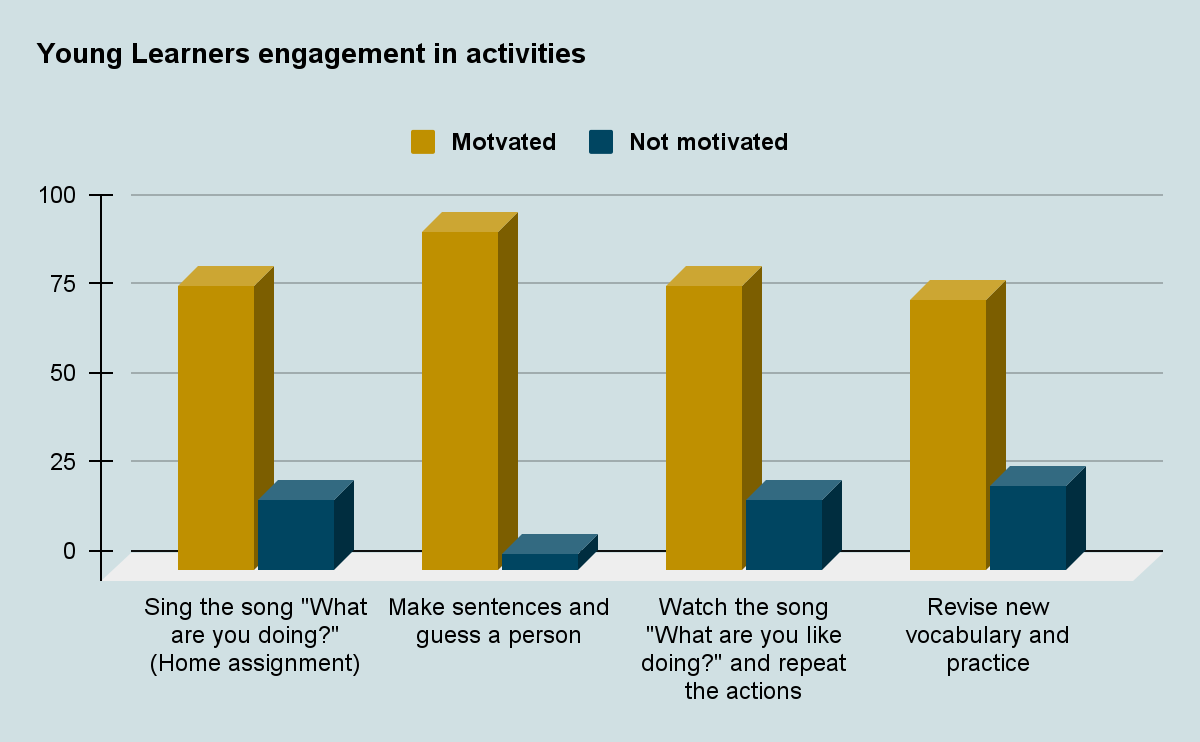 Young Learners engagement in activities
Motvated
Not motivated
100
75
50
25
0
Sing the song "What
are you doing?"
(Home assignment)
Make sentences and
guess a person
Watch the song
"What are you like
doing?" and repeat
the actions
Revise new
vocabulary and
practice